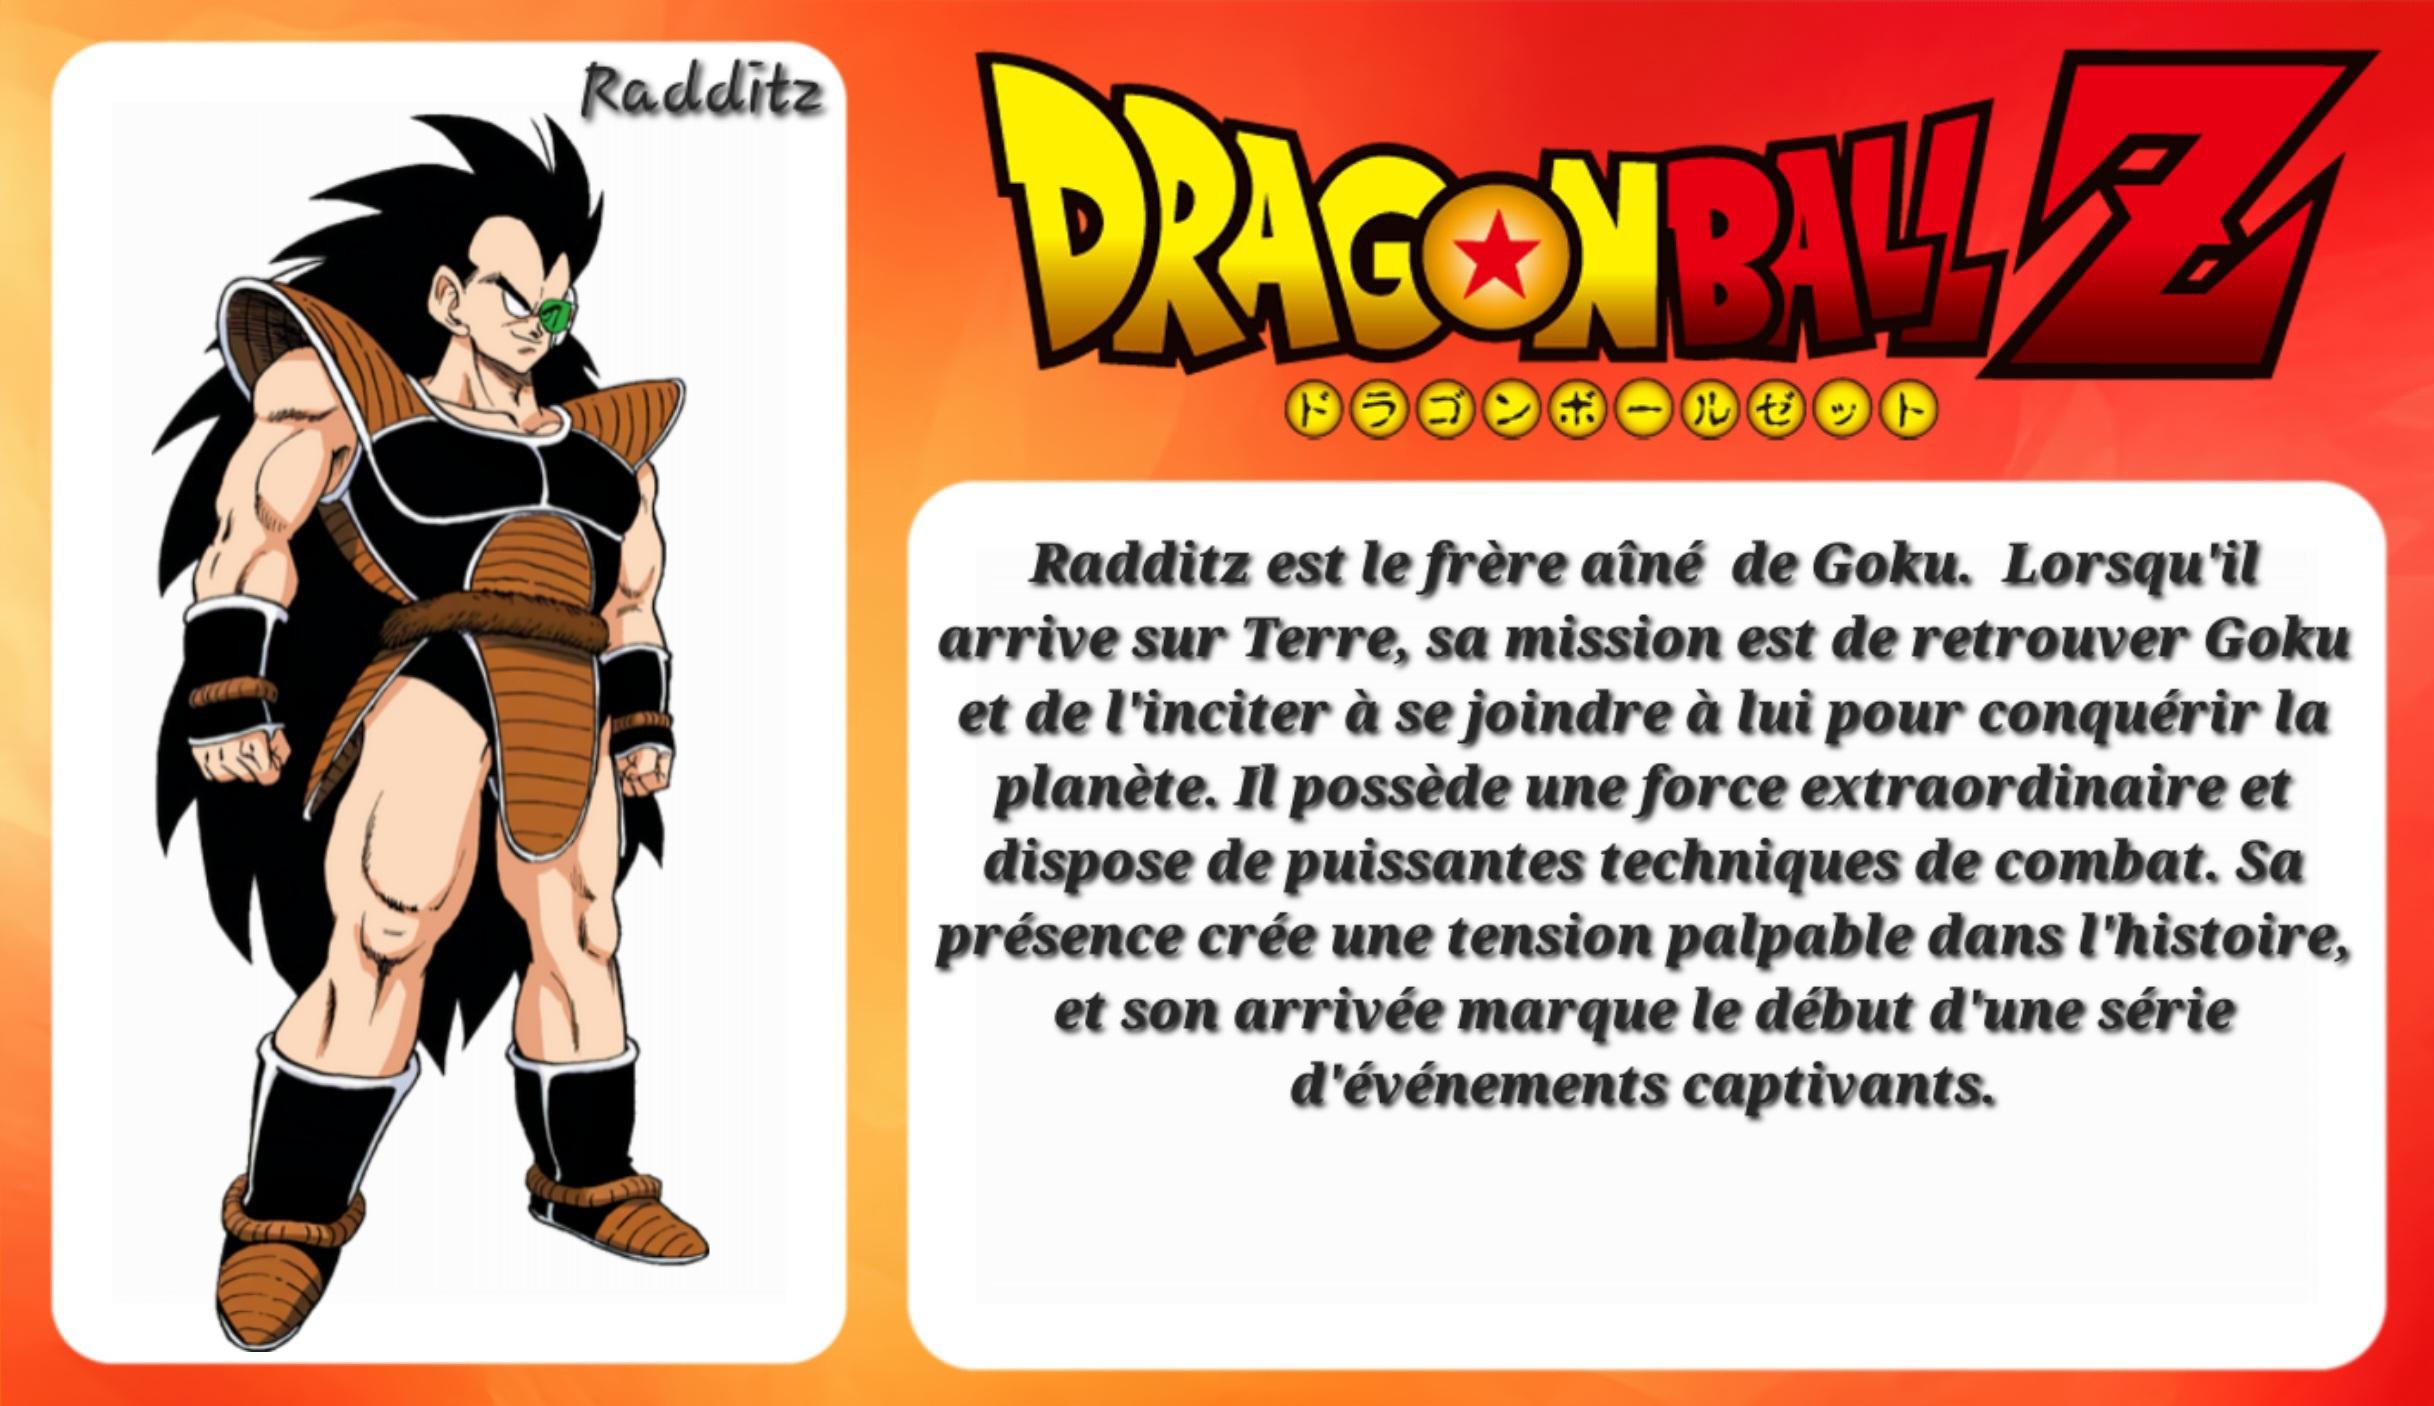 Radditz
DRAGONBALL Z
ドラゴンボールゼット
Radditz est le frère aîné  de Goku.  Lorsqu'il
arrive sur Terre, sa mission est de retrouver Goku
et de l'inciter à se joindre à lui pour conquérir la
planète. Il possède une force extraordinaire et
dispose de puissantes techniques de combat. Sa
présence crée une tension palpable dans l'histoire,
et son arrivée marque le début d'une série
d'événements captivants.